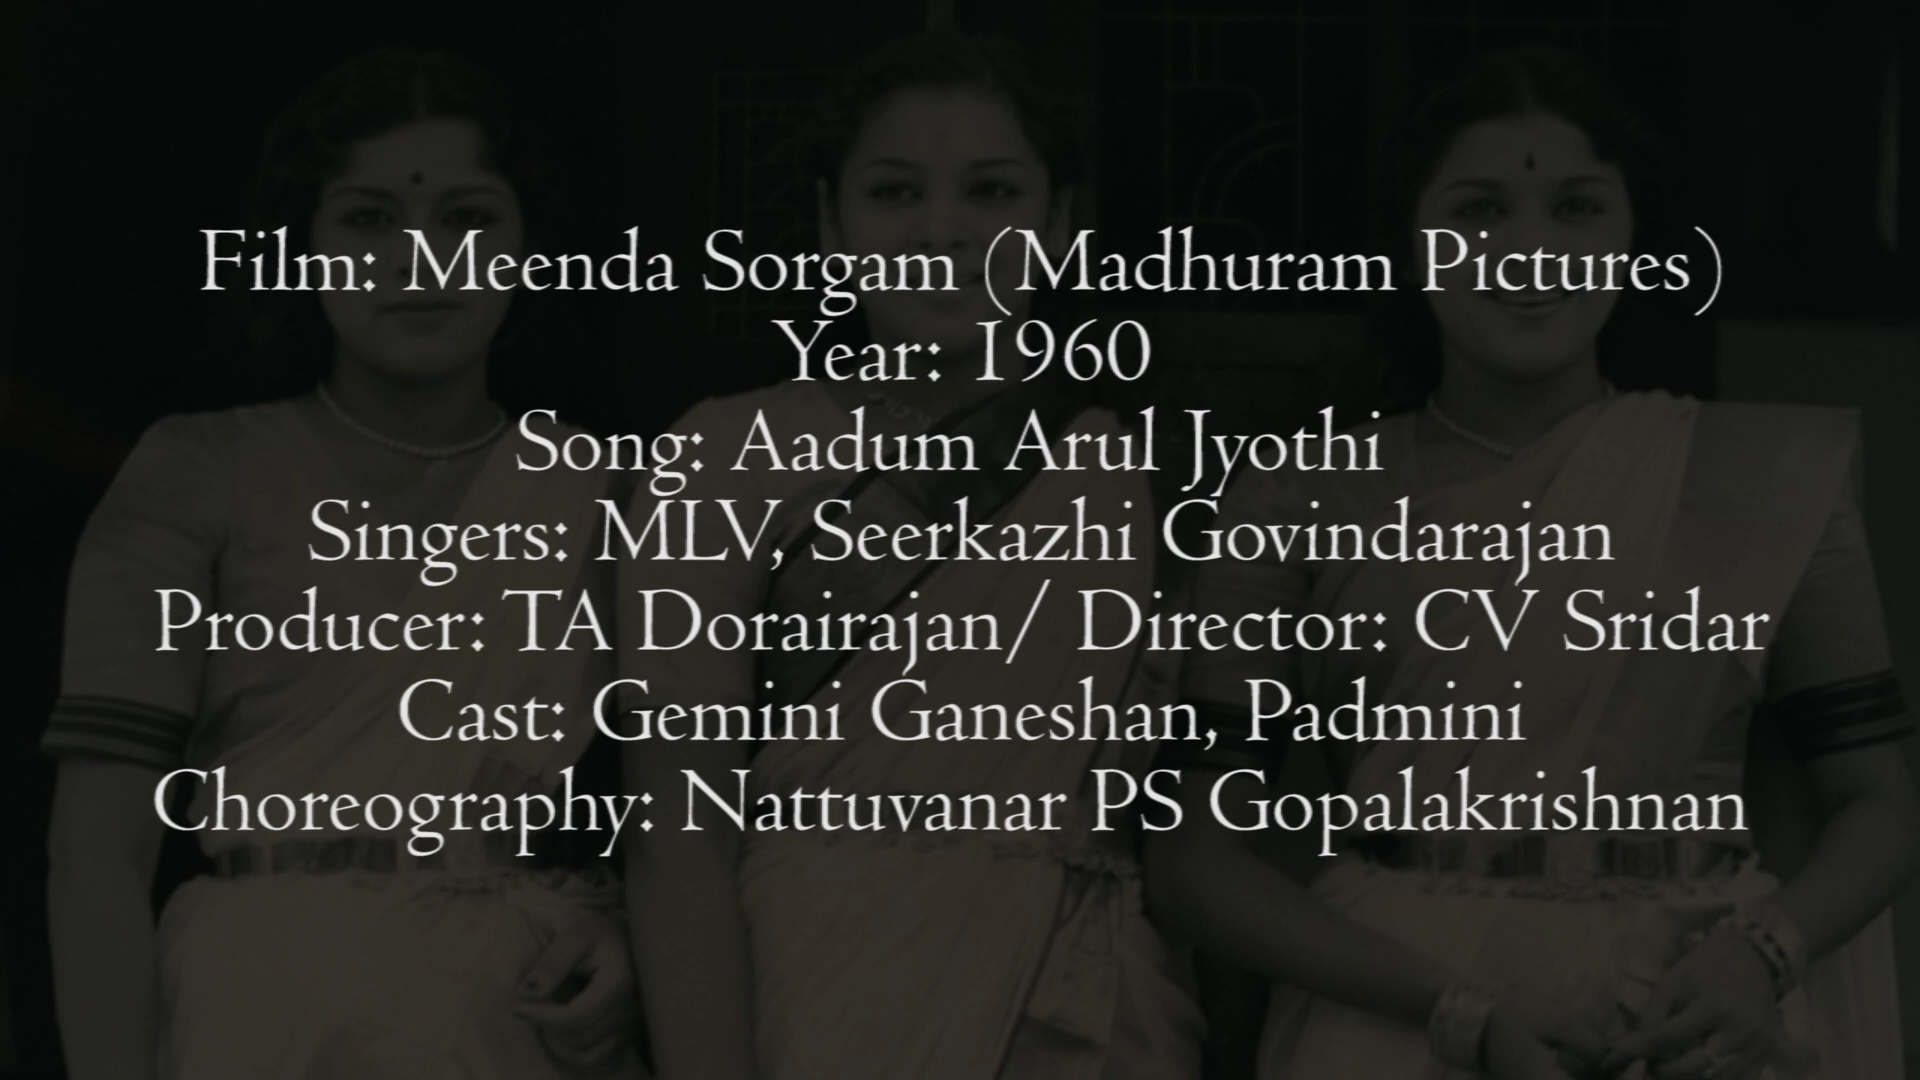 Film: Meenda Sorgam (Madhuram Pictures)
Year: 1960
Song: Aadum Arul Jyothi
Singers: MLV, Seerkazhi Govindarajan
Producer: TA Dorairajan/ Director: CV Sridar
Cast: Gemini Ganeshan, Padmini
Choreography: Nattuvanar PS Gopalakrishnan